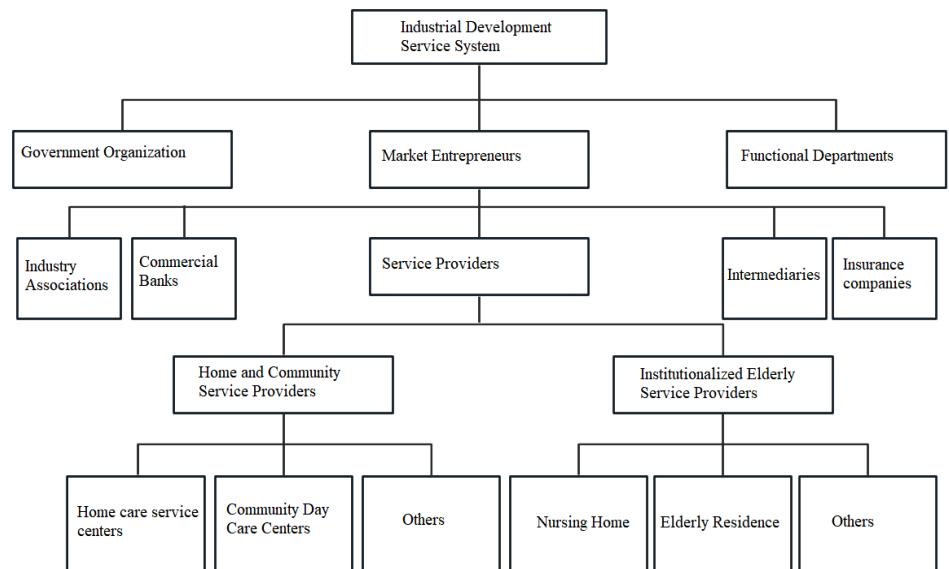 Industrial Development
Service System
Government Organization
Market Entrepreneurs
Functional Departments
Industry
Associations
Commercial
Banks
Service Providers
Intermediaries
Insurance
companies
Home and Community
Service Providers
Institutionalized Elderly
Service Providers
Home care service
centers
Community Day
Care Centers
Others
Nursing Home
Elderly Residence
Others